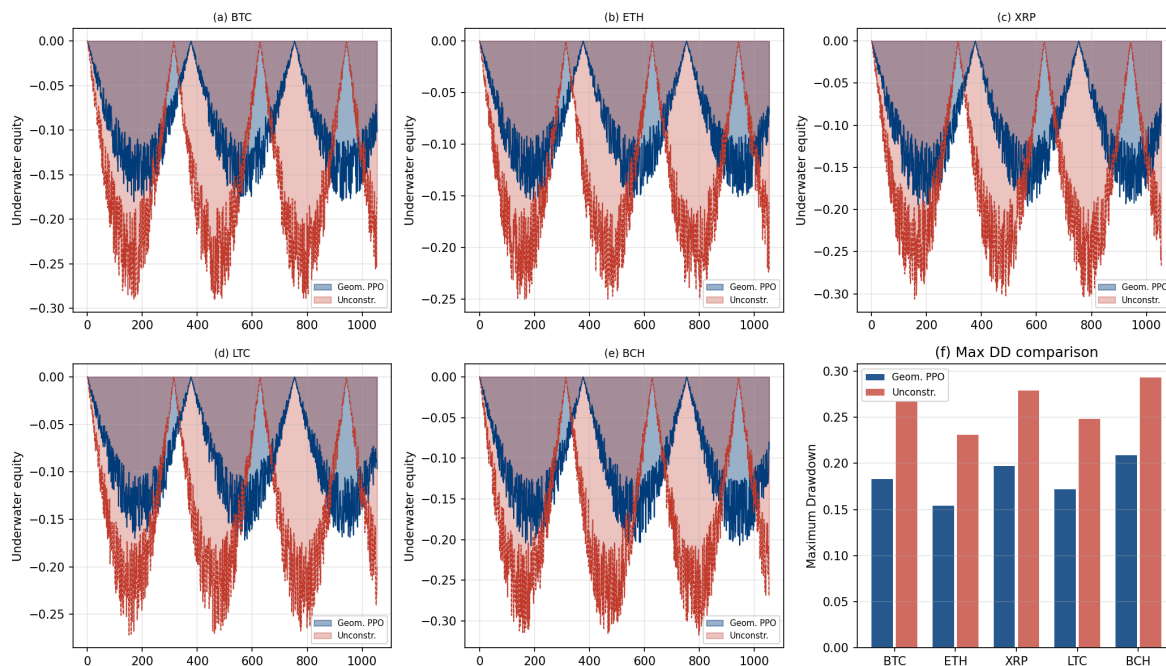 (a) BTC
(b) ETH
(c) XRP
Underwater equity
0.00
−0.05
−0.10
−0.15
−0.20
−0.25
−0.30
0 200 400 600 800 1000
Geom. PPO
Unconstr.
Underwater equity
0.00
−0.05
−0.10
−0.15
−0.20
−0.25
0 200 400 600 800 1000
Geom. PPO
Unconstr.
Underwater equity
0.00
−0.05
−0.10
−0.15
−0.20
−0.25
−0.30
0 200 400 600 800 1000
Geom. PPO
Unconstr.
(d) LTC
(e) BCH
(f) Max DD comparison
Underwater equity
0.00
−0.05
−0.10
−0.15
−0.20
−0.25
0 200 400 600 800 1000
Geom. PPO
Unconstr.
Underwater equity
0.00
−0.05
−0.10
−0.15
−0.20
−0.25
−0.30
0 200 400 600 800 1000
Geom. PPO
Unconstr.
Maximum Drawdown
0.30
0.25
0.20
0.15
0.10
0.05
0.00
Geom. PPO
Unconstr.
BTC ETH XRP LTC BCH